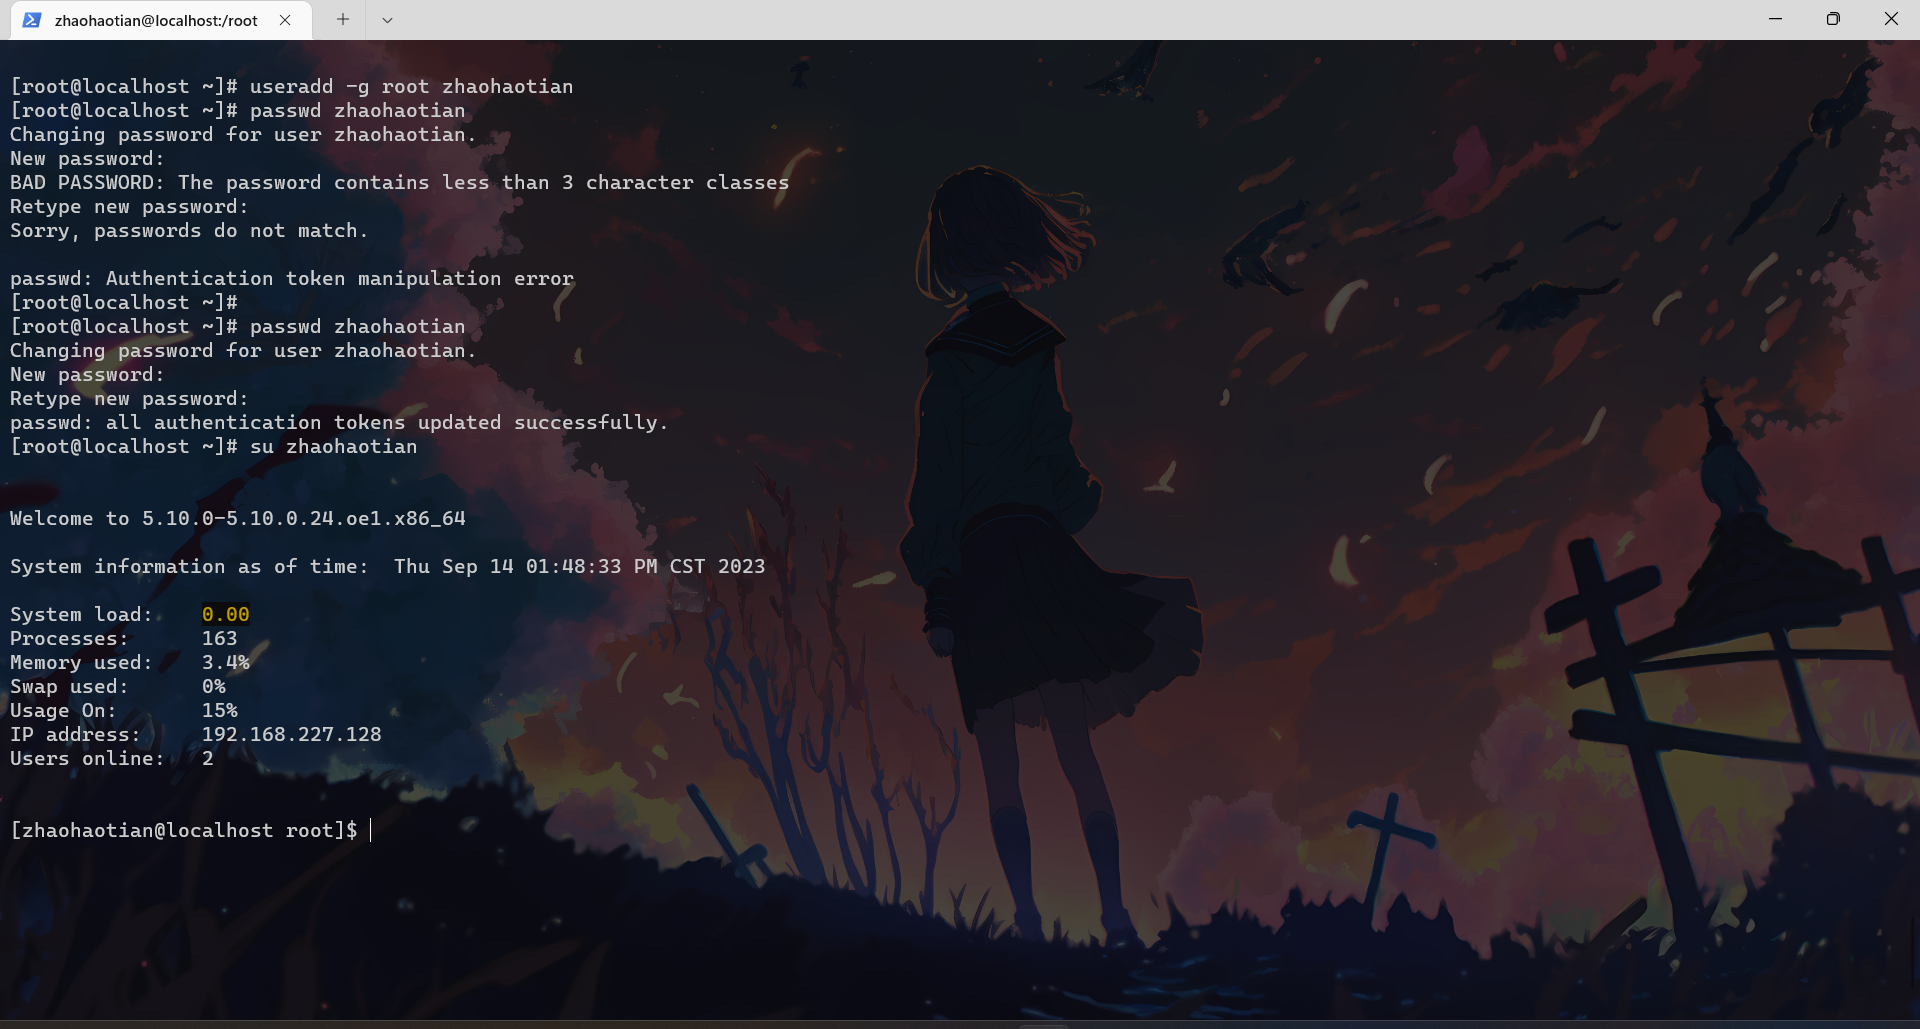 zhaohaotian@localhost:/root
[root@localhost ~]# useradd -g root zhaohaotian
[root@localhost ~]# passwd zhaohaotian
Changing password for user zhaohaotian.
New password:
BAD PASSWORD: The password contains less than 3 character classes
Retype new password:
Sorry, passwords do not match.
passwd: Authentication token manipulation error
[root@localhost ~]#
[root@localhost ~]# passwd zhaohaotian
Changing password for user zhaohaotian.
New password:
Retype new password:
passwd: all authentication tokens updated successfully.
[root@localhost ~]# su zhaohaotian
Welcome to 5.10.0-5.10.0.24.oe1.x86_64
System information as of time:  Thu Sep 14 01:48:33 PM CST 2023
System load:    0.00
Processes:      163
Memory used:    3.4%
Swap used:      0%
Usage On:       15%
IP address:     192.168.227.128
Users online:   2
[zhaohaotian@localhost root]$